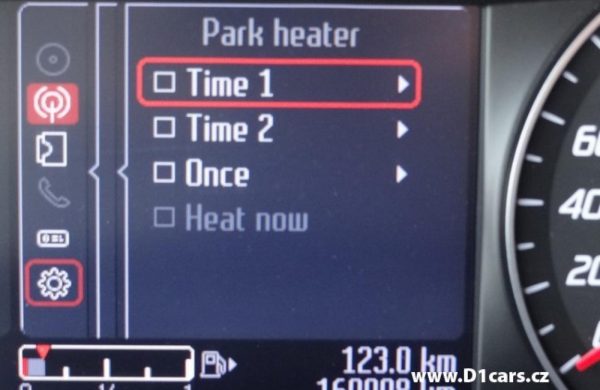 Park heater
Time 1
Time 2
Once
Heat now
123.0 km
www.D1cars.cz